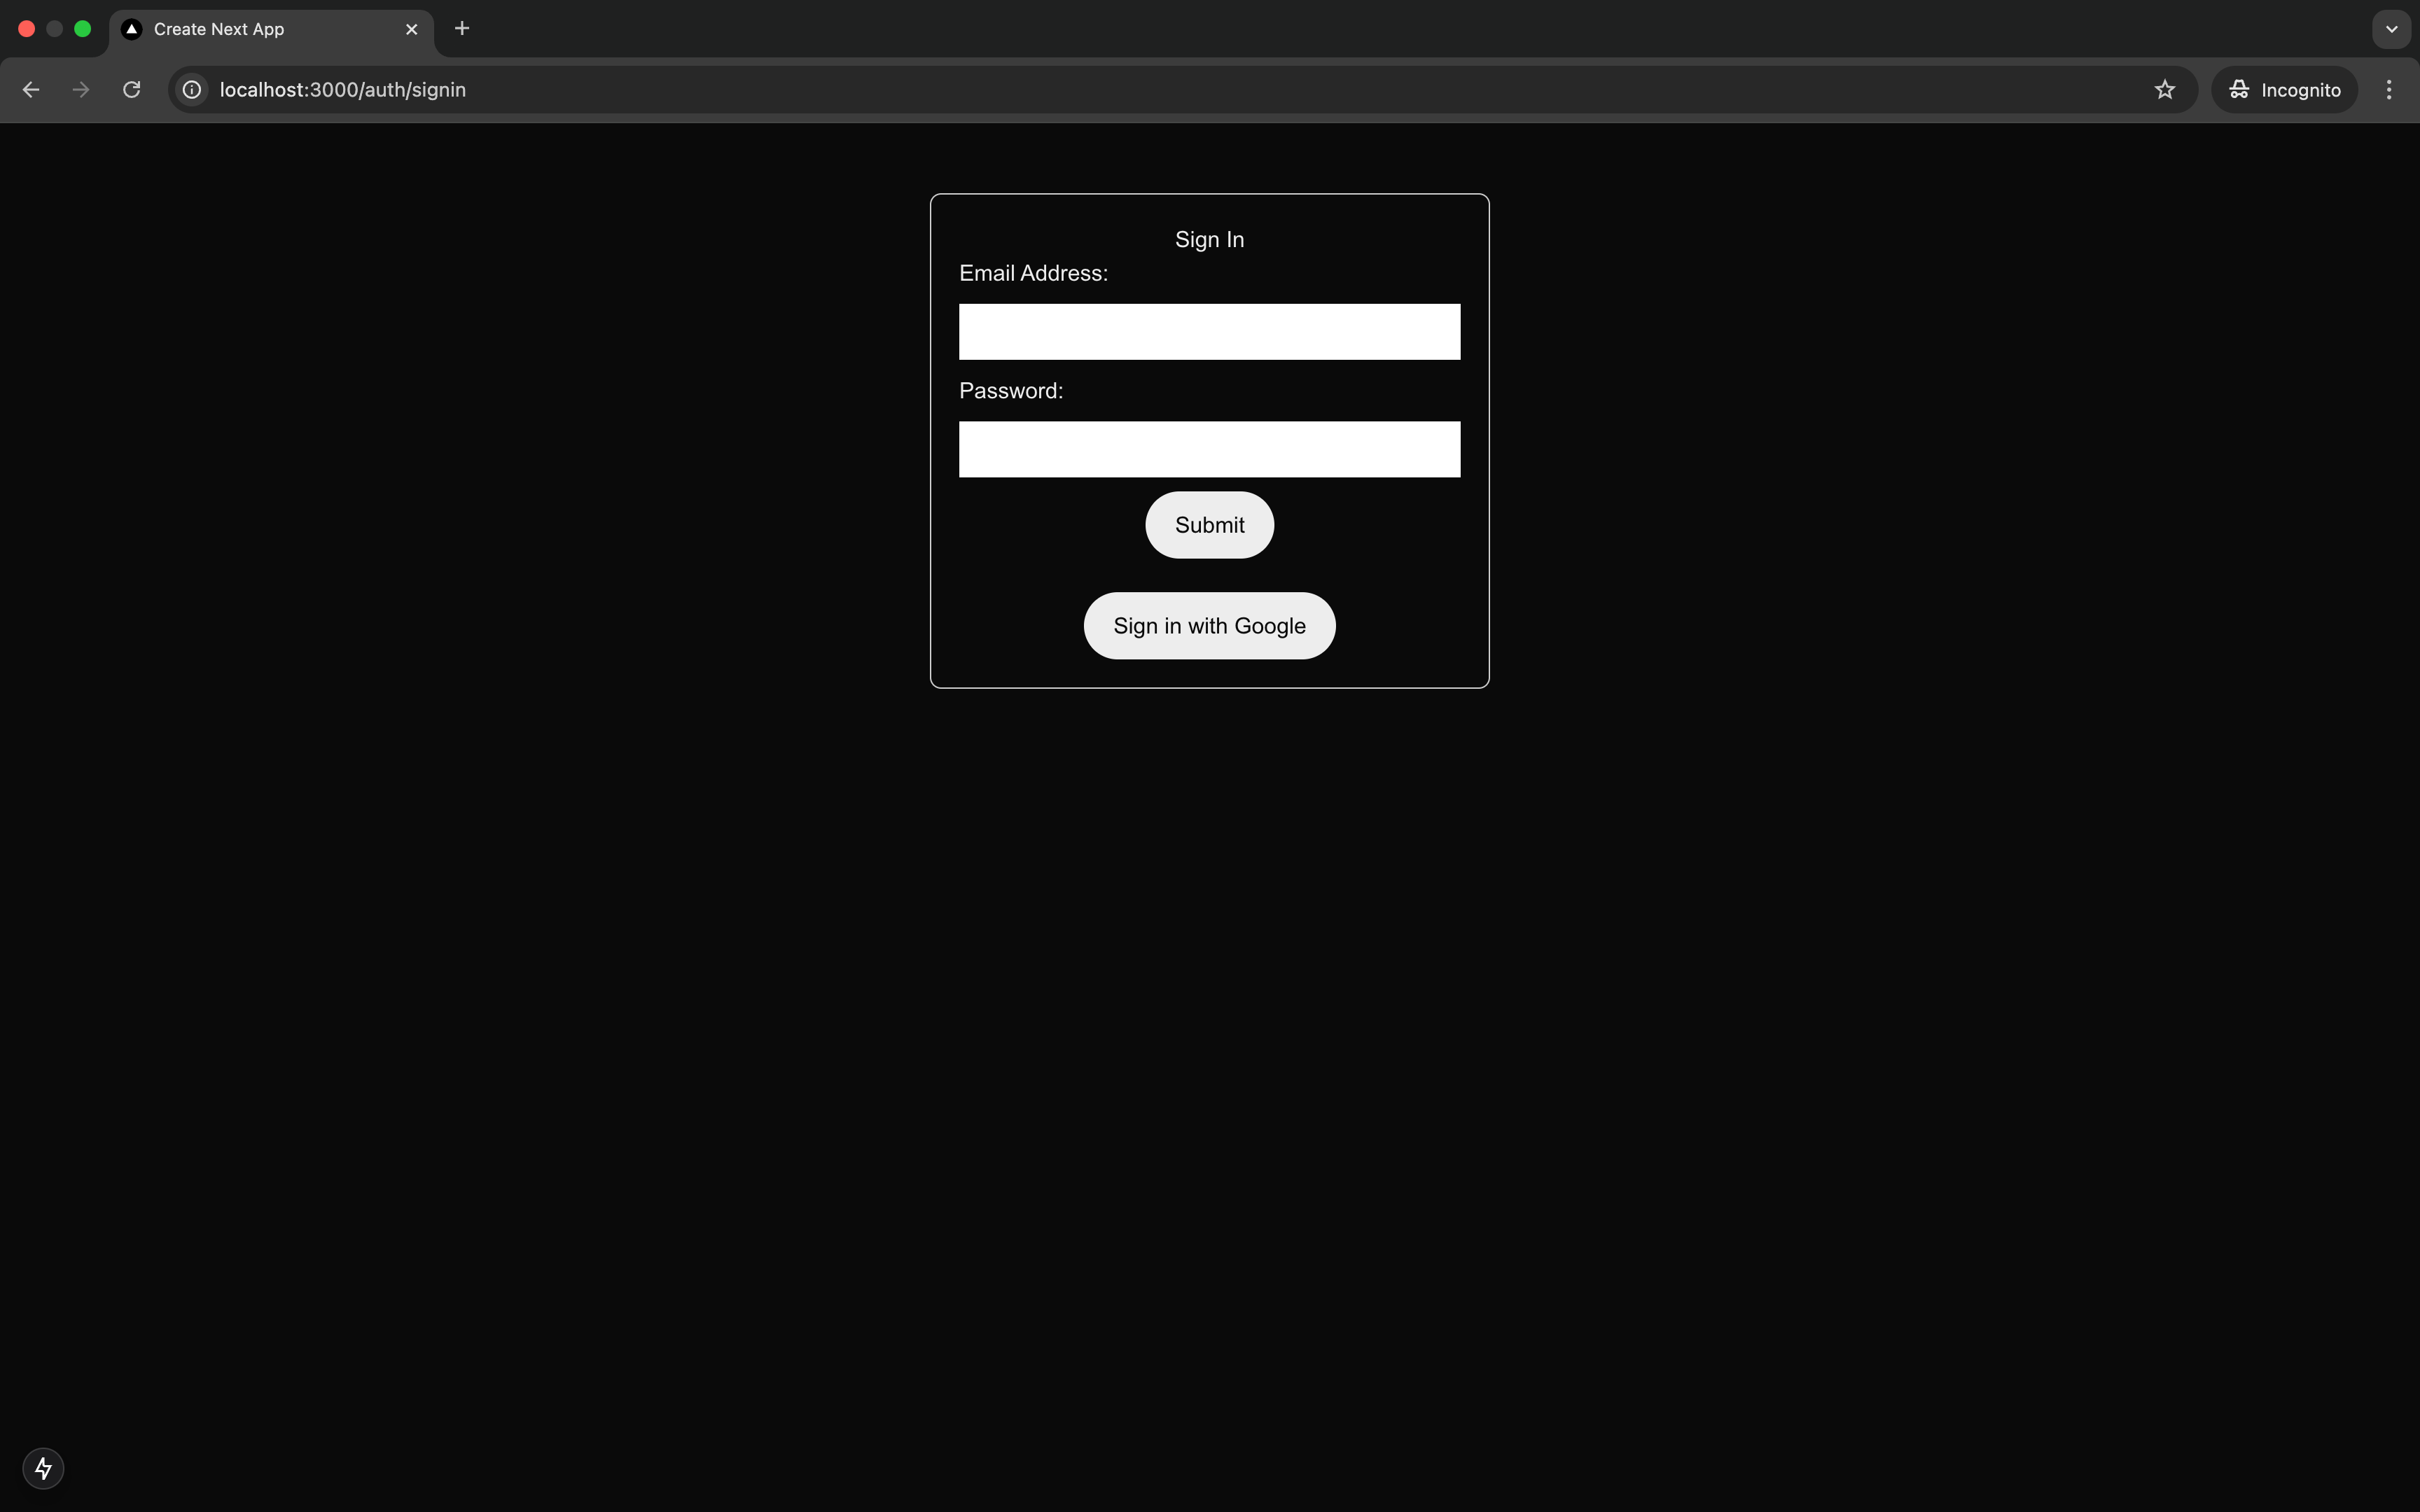 Create Next App
localhost:3000/auth/signin
Incognito
Sign In
Email Address:
Password:
Submit
Sign in with Google